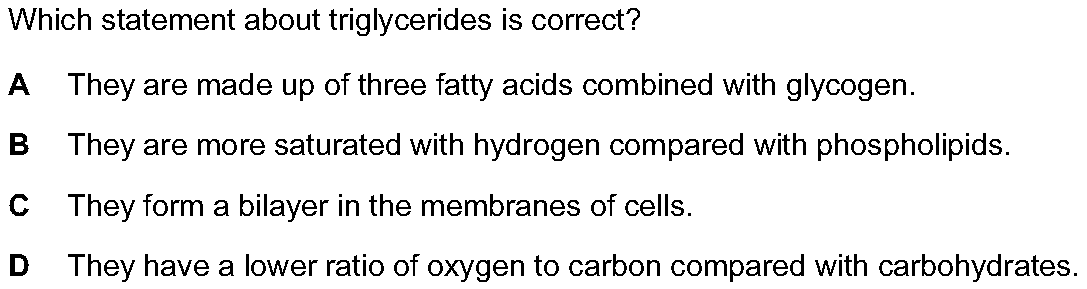 Which statement about triglycerides is correct?
A They are made up of three fatty acids combined with glycogen.
B They are more saturated with hydrogen compared with phospholipids.
C They form a bilayer in the membranes of cells.
D They have a lower ratio of oxygen to carbon compared with carbohydrates.